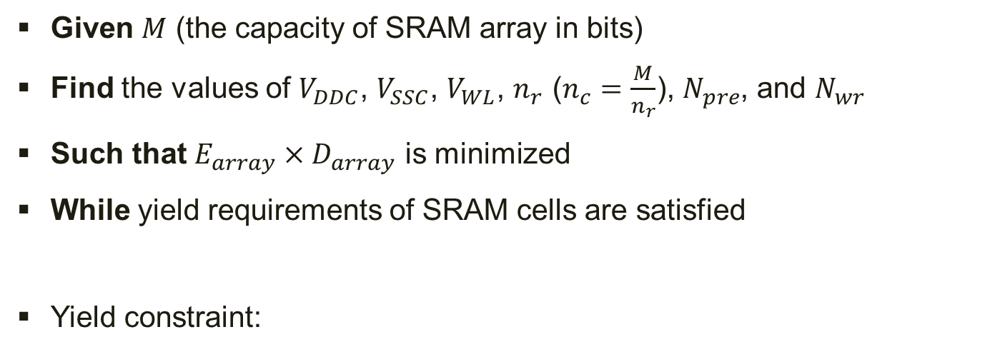 ▪ Given M (the capacity of SRAM array in bits)
▪ Find the values of V_{DDC}, V_{SSC}, V_{WL}, n_r (n_c = \frac{M}{n_r}), N_{pre}, and N_{wr}
▪ Such that E_{array} × D_{array} is minimized
▪ While yield requirements of SRAM cells are satisfied
▪ Yield constraint: